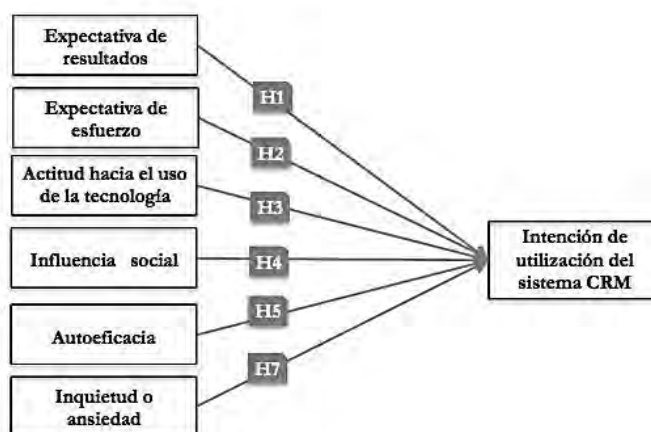 Expectativa de
resultados
H1
Expectativa de
esfuerzo
H2
Actitud hacia el uso
de la tecnología
H3
Influencia social
H4
Intención de
utilización del
sistema CRM
Autoeficacia
H5
Inquietud o
ansiedad
H7